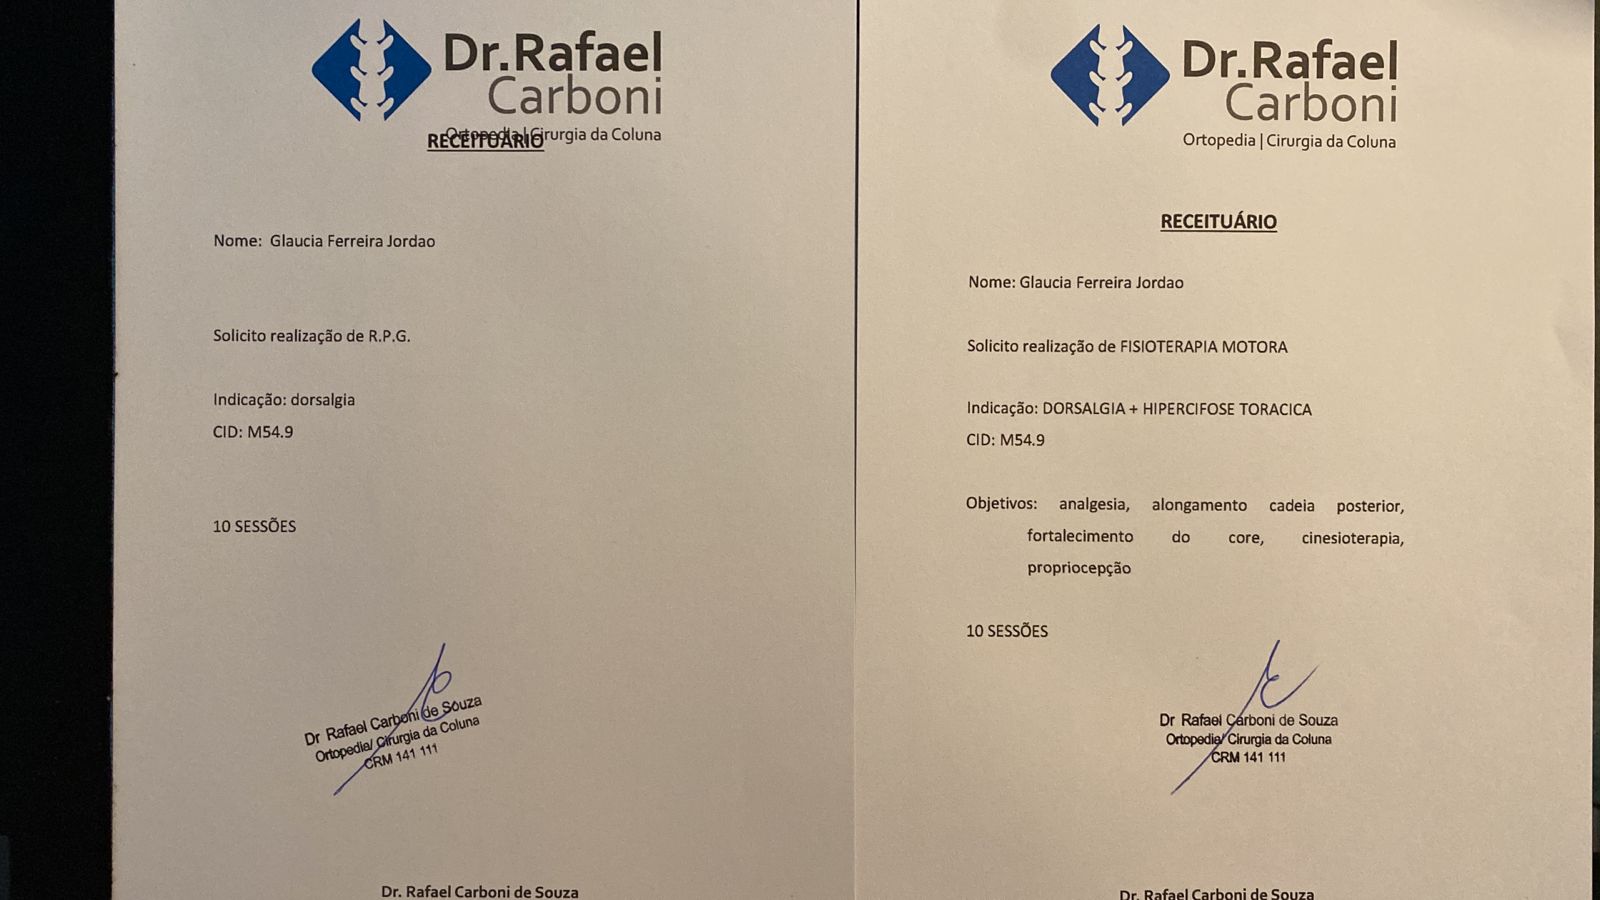 Dr.Rafael
Carboni
Ortopedia | Cirurgia da Coluna
RECEITUÁRIO
Nome: Glaucia Ferreira Jordao
Solicito realização de R.P.G.
Indicação: dorsalgia
CID: M54.9
10 SESSÕES
Dr Rafael Carboni de Souza
Ortopedia/ Cirurgia da Coluna
CRM 141 111
Dr. Rafael Carboni de Souza
Dr.Rafael
Carboni
Ortopedia | Cirurgia da Coluna
RECEITUÁRIO
Nome: Glaucia Ferreira Jordao
Solicito realização de FISIOTERAPIA MOTORA
Indicação: DORSALGIA + HIPERCIFOSE TORACICA
CID: M54.9
Objetivos: analgesia, alongamento cadeia posterior,
fortalecimento do core, cinesioterapia,
propriocepção
10 SESSÕES
Dr Rafael Carboni de Souza
Ortopedia/ Cirurgia da Coluna
CRM 141 111
Dr. Rafael Carboni de Souza